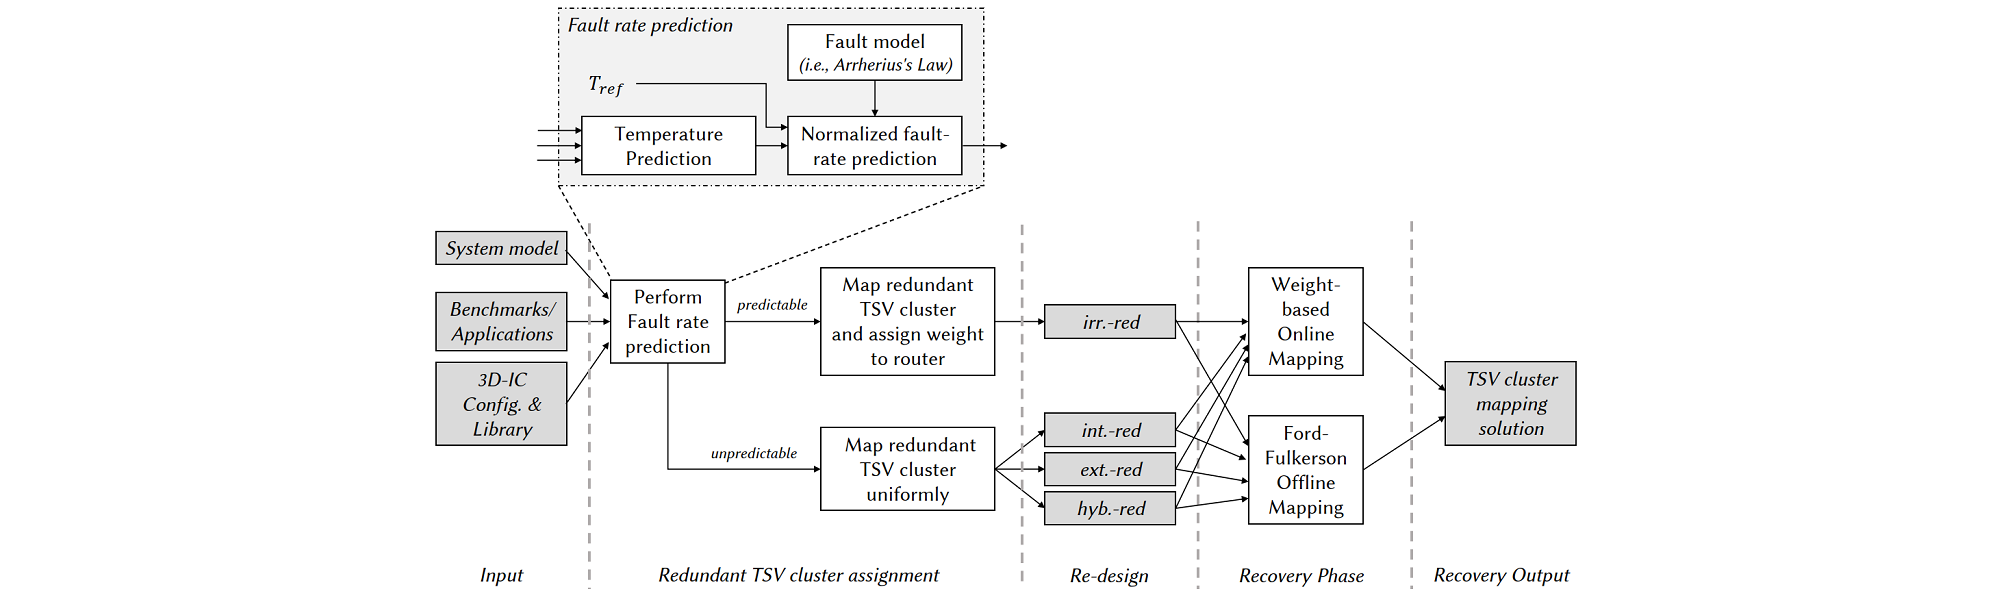 Fault rate prediction
Fault model
(i.e., Arrherius's Law)
T_ref
Temperature
Prediction
Normalized fault-
rate prediction
System model
Benchmarks/
Applications
3D-IC
Config. &
Library
Perform
Fault rate
prediction
predictable
unpredictable
Map redundant
TSV cluster
and assign weight
to router
Map redundant
TSV cluster
uniformly
irr.-red
int.-red
ext.-red
hyb.-red
Weight-
based
Online
Mapping
Ford-
Fulkerson
Offline
Mapping
TSV cluster
mapping
solution
Input
Redundant TSV cluster assignment
Re-design
Recovery Phase
Recovery Output